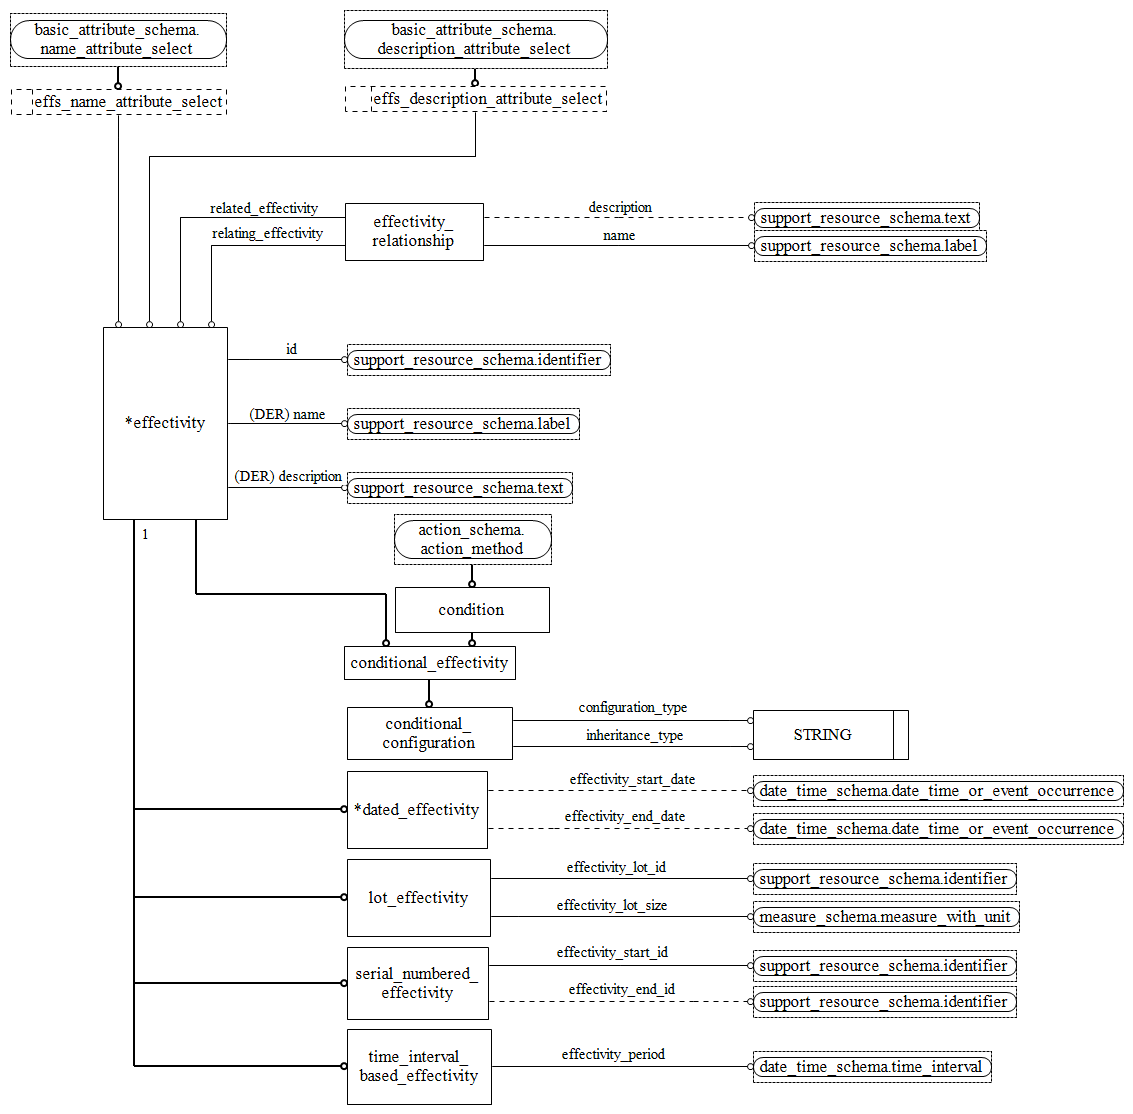 basic_attribute_schema.
name_attribute_select
basic_attribute_schema.
description_attribute_select
effs_name_attribute_select
effs_description_attribute_select
related_effectivity
relating_effectivity
effectivity_
relationship
description
name
support_resource_schema.text
support_resource_schema.label
*effectivity
id
support_resource_schema.identifier
(DER) name
support_resource_schema.label
(DER) description
support_resource_schema.text
1
action_schema.
action_method
condition
conditional_effectivity
conditional_
configuration
configuration_type
inheritance_type
STRING
*dated_effectivity
effectivity_start_date
date_time_schema.date_time_or_event_occurrence
effectivity_end_date
date_time_schema.date_time_or_event_occurrence
lot_effectivity
effectivity_lot_id
support_resource_schema.identifier
effectivity_lot_size
measure_schema.measure_with_unit
serial_numbered_
effectivity
effectivity_start_id
support_resource_schema.identifier
effectivity_end_id
support_resource_schema.identifier
time_interval_
based_effectivity
effectivity_period
date_time_schema.time_interval